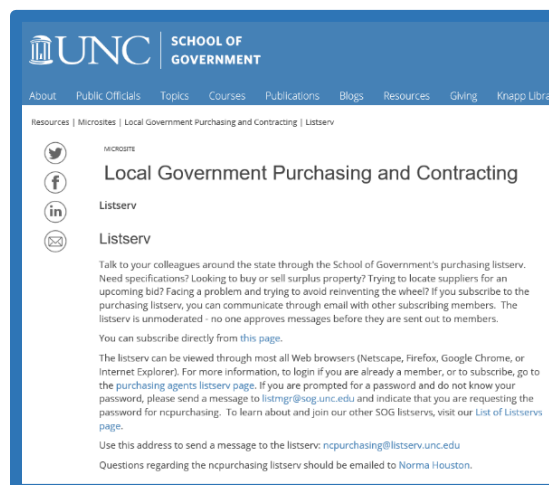 UNC SCHOOL OF GOVERNMENT
About Public Officials Topics Courses Publications Blogs Resources Giving Knapp Libra
Resources | Microsites | Local Government Purchasing and Contracting | Listserv
MICROSITE
Local Government Purchasing and Contracting
Listserv
Listserv
Talk to your colleagues around the state through the School of Government's purchasing listserv.
Need specifications? Looking to buy or sell surplus property? Trying to locate suppliers for an
upcoming bid? Facing a problem and trying to avoid reinventing the wheel? If you subscribe to the
purchasing listserv, you can communicate through email with other subscribing members. The
listserv is unmoderated - no one approves messages before they are sent out to members.
You can subscribe directly from this page.
The listserv can be viewed through most all Web browsers (Netscape, Firefox, Google Chrome, or
Internet Explorer). For more information, to login if you are already a member, or to subscribe, go to
the purchasing agents listserv page. If you are prompted for a password and do not know your
password, please send a message to listmgr@sog.unc.edu and indicate that you are requesting the
password for ncpurchasing. To learn about and join our other SOG listservs, visit our List of Listservs
page.
Use this address to send a message to the listserv: ncpurchasing@listserv.unc.edu
Questions regarding the ncpurchasing listserv should be emailed to Norma Houston.